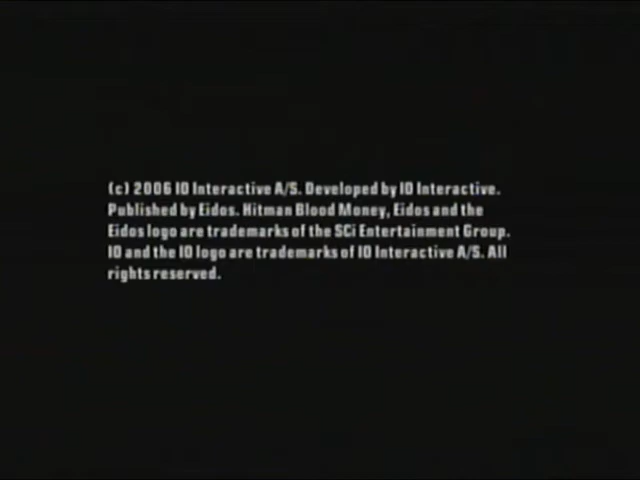 (c) 2006 IO Interactive A/S. Developed by IO Interactive.
Published by Eidos. Hitman Blood Money, Eidos and the
Eidos logo are trademarks of the SCi Entertainment Group.
IO and the IO logo are trademarks of IO Interactive A/S. All
rights reserved.